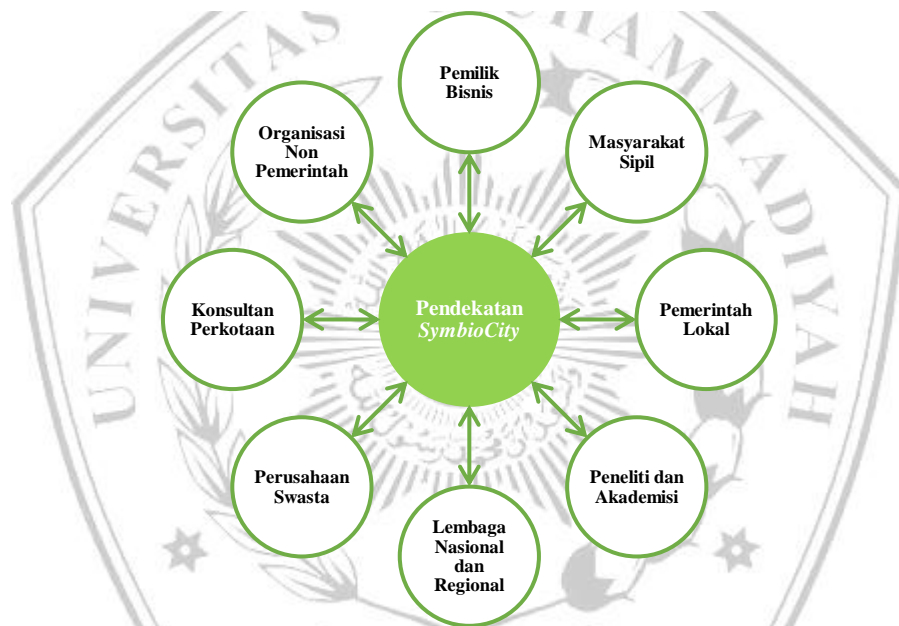 UNIVERSITAS MUHAMMADIYAH
Pemilik
Bisnis
Organisasi
Non
Pemerintah
Masyarakat
Sipil
Konsultan
Perkotaan
Pendekatan
SymbioCity
Pemerintah
Lokal
Perusahaan
Swasta
Peneliti dan
Akademisi
Lembaga
Nasional
dan
Regional